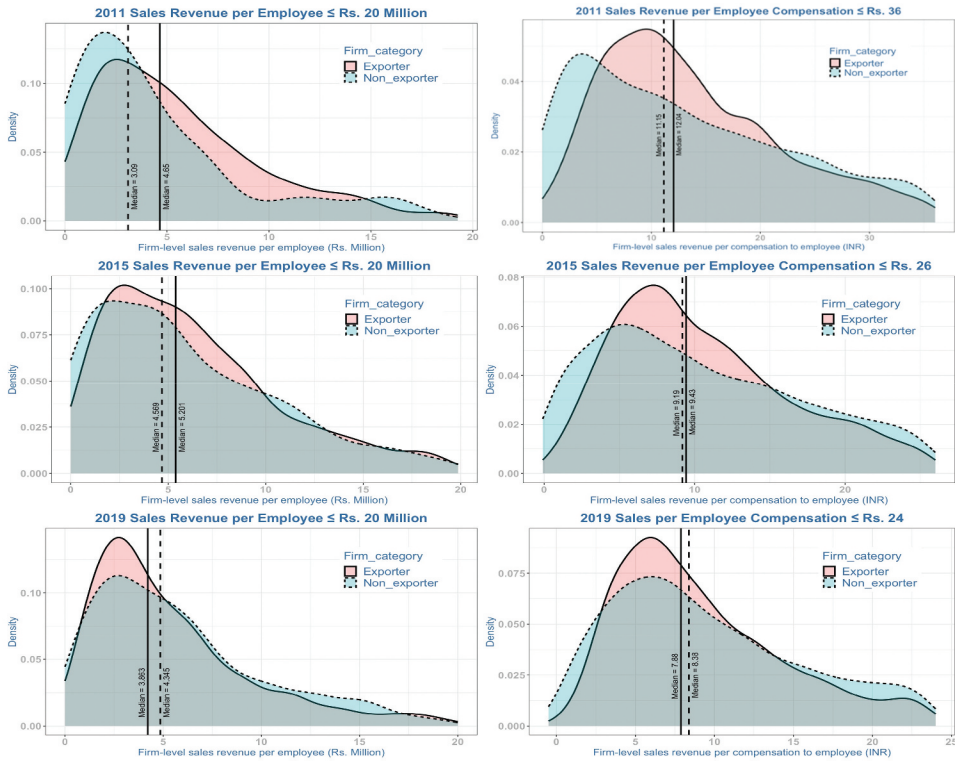 2011 Sales Revenue per Employee ≤ Rs. 20 Million
Density
0.10
0.05
0.00
Firm_category
Exporter
Non_exporter
Median = 3.09
Median = 4.65
0
5
10
15
20
Firm-level sales revenue per employee (Rs. Million)
2011 Sales Revenue per Employee Compensation ≤ Rs. 36
Density
0.04
0.02
0.00
Firm_category
Exporter
Non_exporter
Median = 11.15
Median = 12.04
0
10
20
30
Firm-level sales revenue per compensation to employee (INR)
2015 Sales Revenue per Employee ≤ Rs. 20 Million
Density
0.100
0.075
0.050
0.025
0.000
Firm_category
Exporter
Non_exporter
Median = 4.569
Median = 5.201
0
5
10
15
20
Firm-level sales revenue per employee (Rs. Million)
2015 Sales Revenue per Employee Compensation ≤ Rs. 26
Density
0.08
0.06
0.04
0.02
0.00
Firm_category
Exporter
Non_exporter
Median = 9.19
Median = 9.43
0
10
20
Firm-level sales revenue per compensation to employee (INR)
2019 Sales Revenue per Employee ≤ Rs. 20 Million
Density
0.10
0.05
0.00
Firm_category
Exporter
Non_exporter
Median = 3.863
Median = 4.345
0
5
10
15
20
Firm-level sales revenue per employee (Rs. Million)
2019 Sales per Employee Compensation ≤ Rs. 24
Density
0.075
0.050
0.025
0.000
Firm_category
Exporter
Non_exporter
Median = 7.88
Median = 8.38
0
5
10
15
20
25
Firm-level sales revenue per compensation to employee (INR)